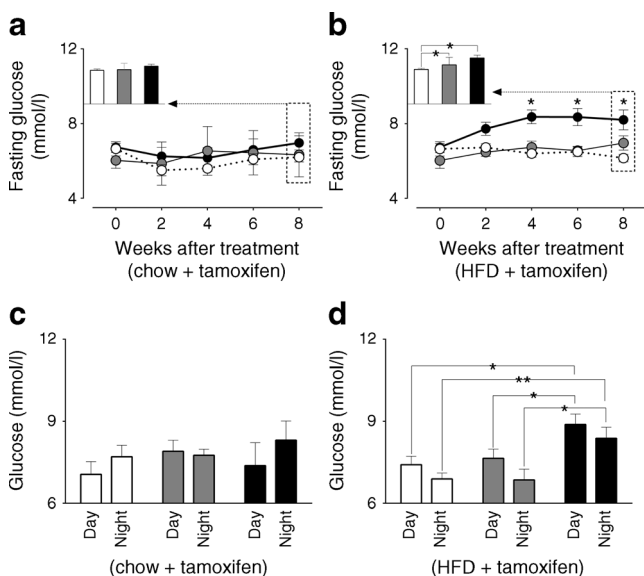 a
12
8
4
Fasting glucose
(mmol/l)
0 2 4 6 8
Weeks after treatment
(chow + tamoxifen)
b
12
8
4
Fasting glucose
(mmol/l)
* *
* * *
0 2 4 6 8
Weeks after treatment
(HFD + tamoxifen)
c
12
9
6
Glucose (mmol/l)
Day Night Day Night Day Night
(chow + tamoxifen)
d
12
9
6
Glucose (mmol/l)
*
**
*
*
Day Night Day Night Day Night
(HFD + tamoxifen)